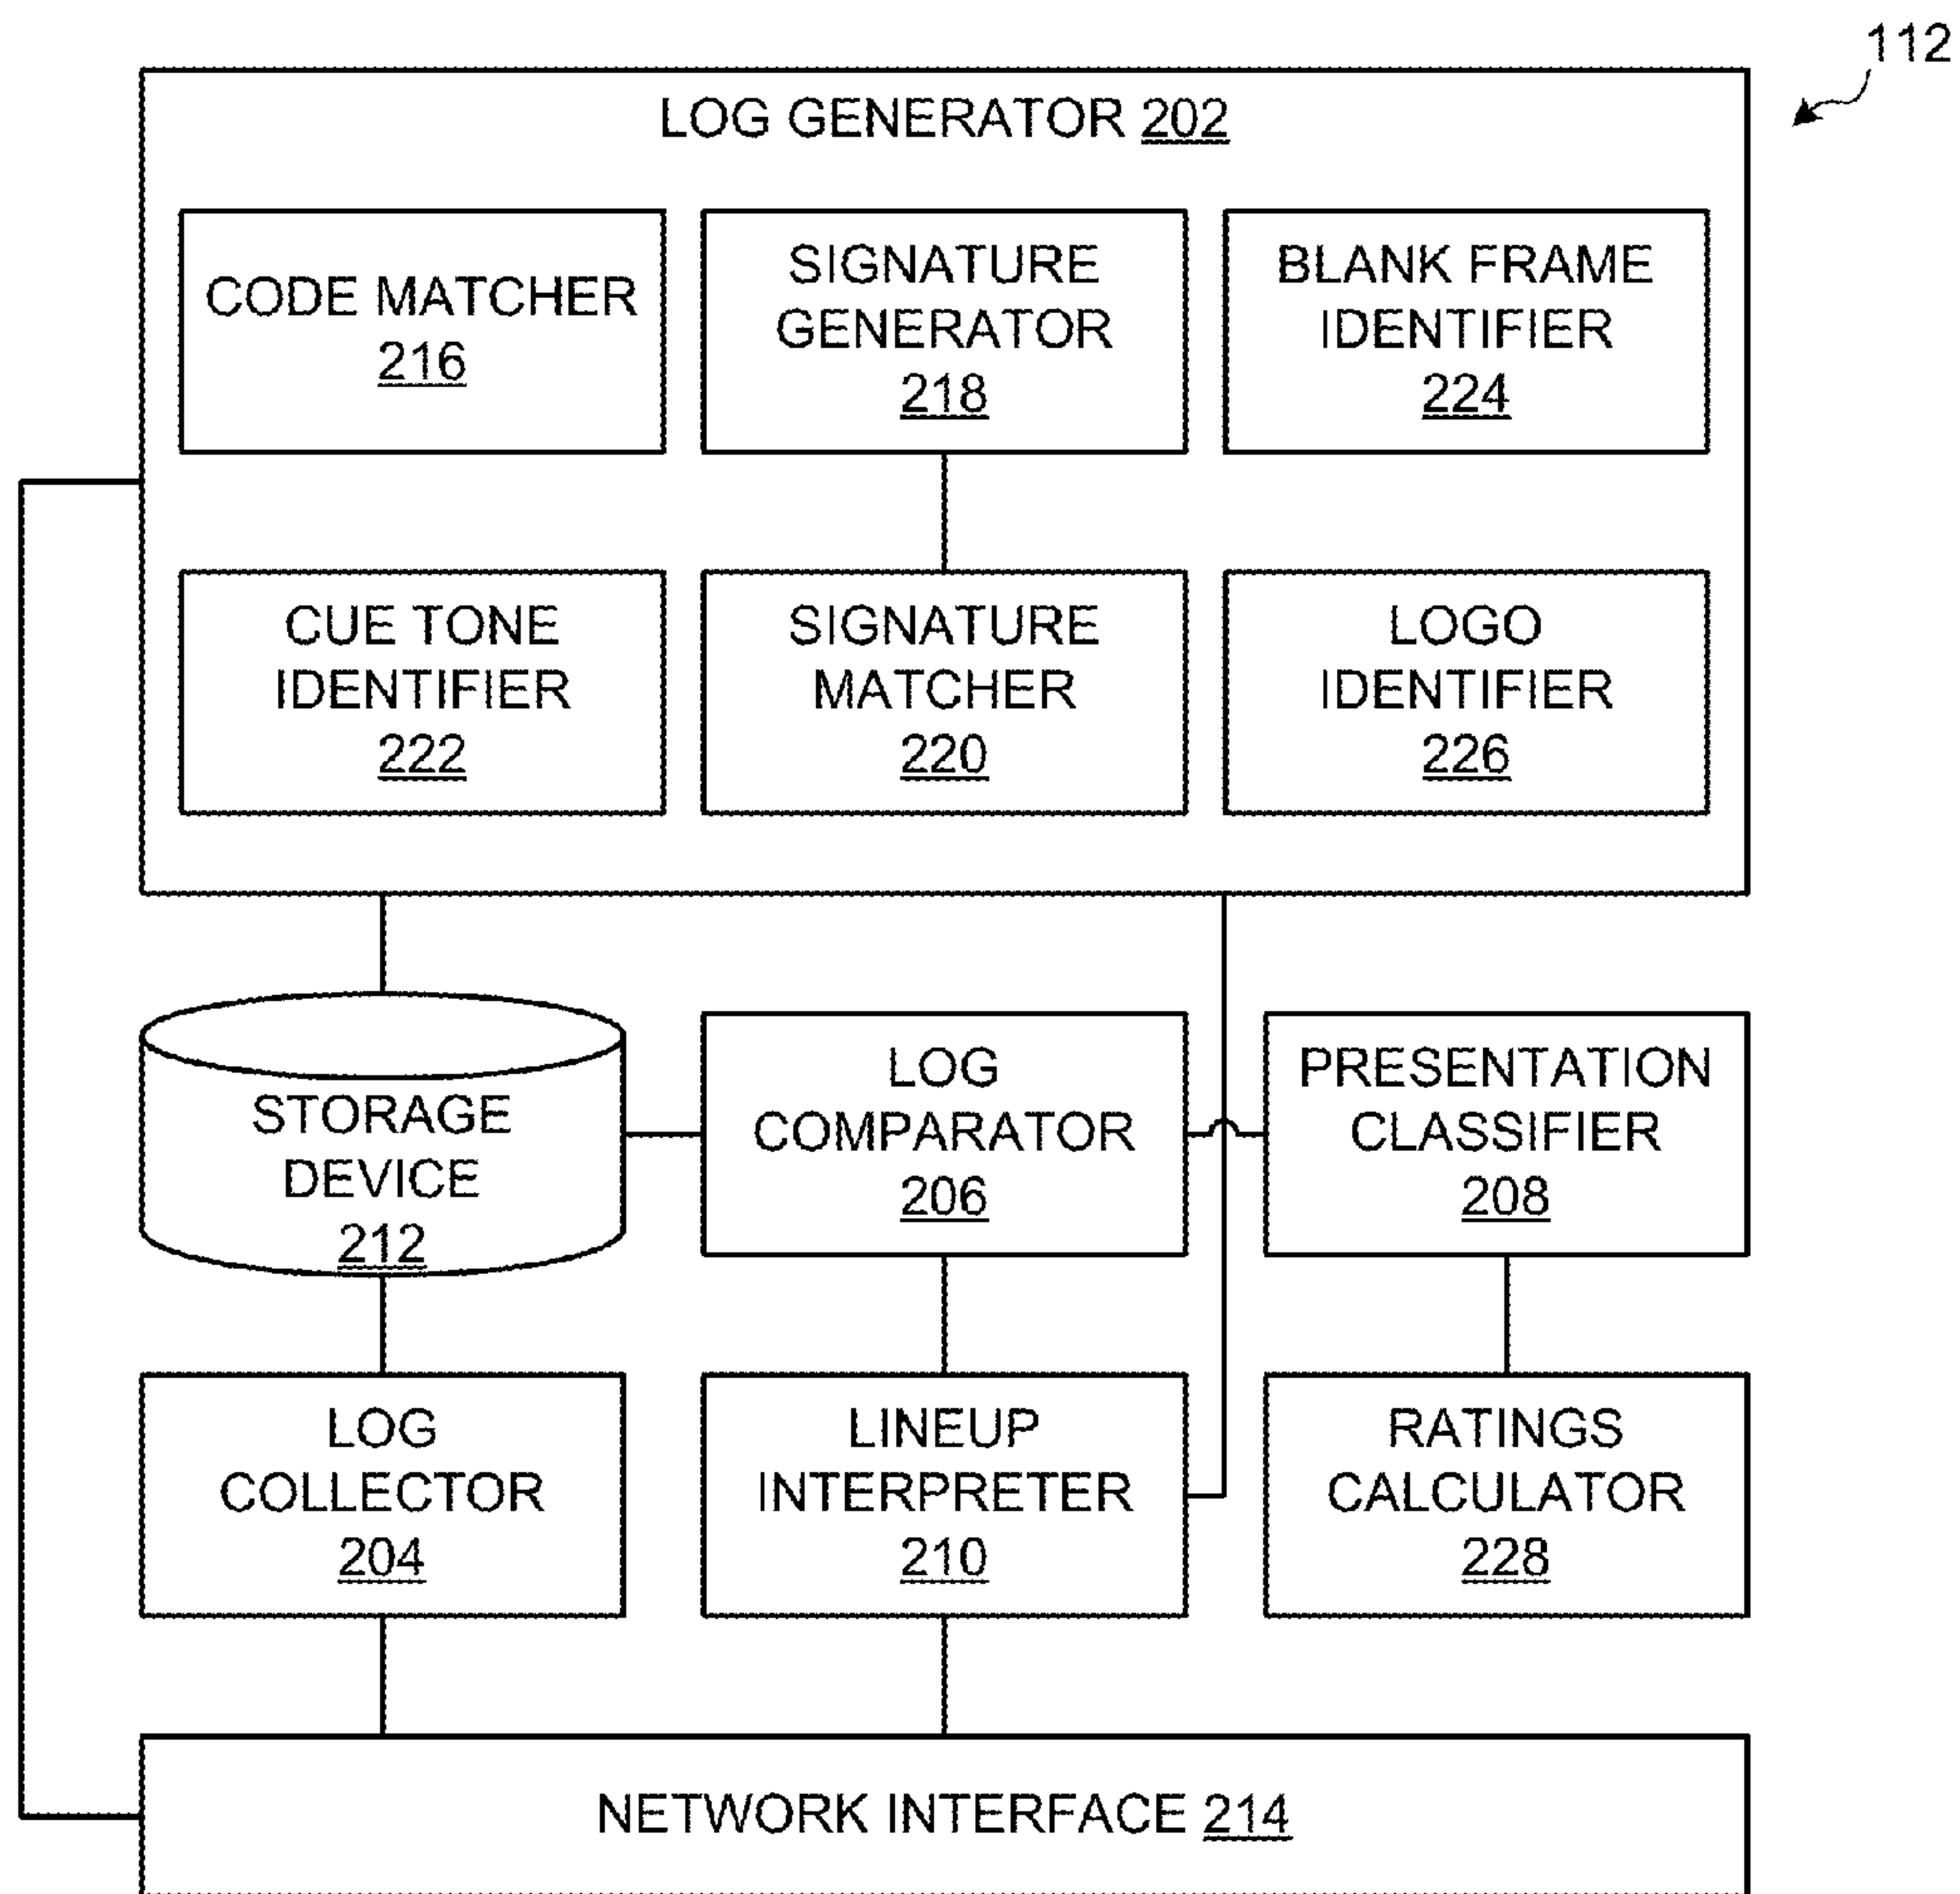 112
LOG GENERATOR 202
CODE MATCHER
216
SIGNATURE
GENERATOR
218
BLANK FRAME
IDENTIFIER
224
CUE TONE
IDENTIFIER
222
SIGNATURE
MATCHER
220
LOGO
IDENTIFIER
226
STORAGE
DEVICE
212
LOG
COMPARATOR
206
PRESENTATION
CLASSIFIER
208
LOG
COLLECTOR
204
LINEUP
INTERPRETER
210
RATINGS
CALCULATOR
228
NETWORK INTERFACE 214